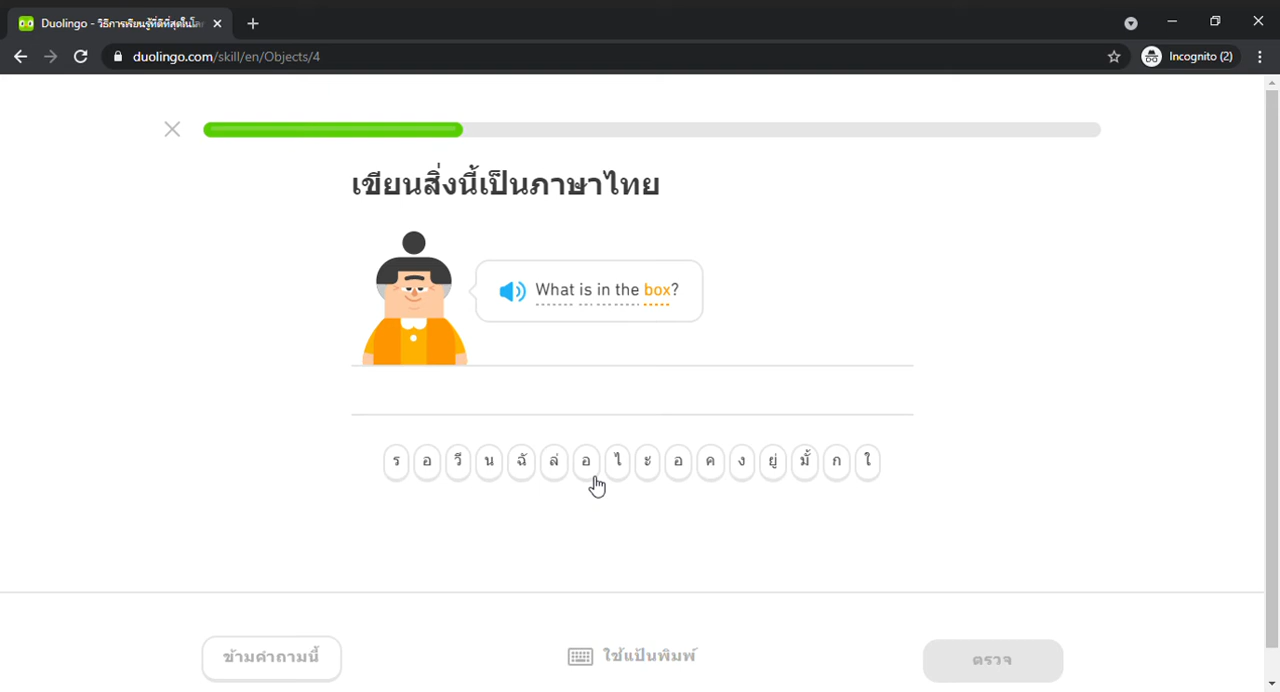 Duolingo - วิธีการเรียนรู้ที่ดีที่สุดในโล
duolingo.com/skill/en/Objects/4
Incognito (2)
เขียนสิ่งนี้เป็นภาษาไทย
What is in the box?
ร อ วี น ฉั ล่ อ ไ ะ อ ค ง ยู่ มั้ ก ใ
ข้ามคำถามนี้
ใช้แป้นพิมพ์
ตรวจ